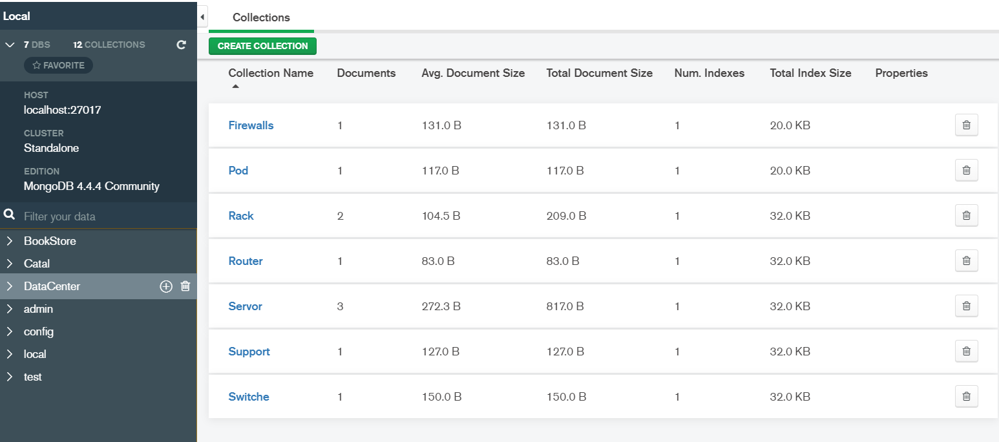 Local
7 DBS 12 COLLECTIONS
FAVORITE
HOST
localhost:27017
CLUSTER
Standalone
EDITION
MongoDB 4.4.4 Community
Filter your data
BookStore
Catal
DataCenter
admin
config
local
test
Collections
CREATE COLLECTION
Collection Name Documents Avg. Document Size Total Document Size Num. Indexes Total Index Size Properties
Firewalls 1 131.0 B 131.0 B 1 20.0 KB
Pod 1 117.0 B 117.0 B 1 20.0 KB
Rack 2 104.5 B 209.0 B 1 32.0 KB
Router 1 83.0 B 83.0 B 1 32.0 KB
Servor 3 272.3 B 817.0 B 1 32.0 KB
Support 1 127.0 B 127.0 B 1 32.0 KB
Switche 1 150.0 B 150.0 B 1 32.0 KB